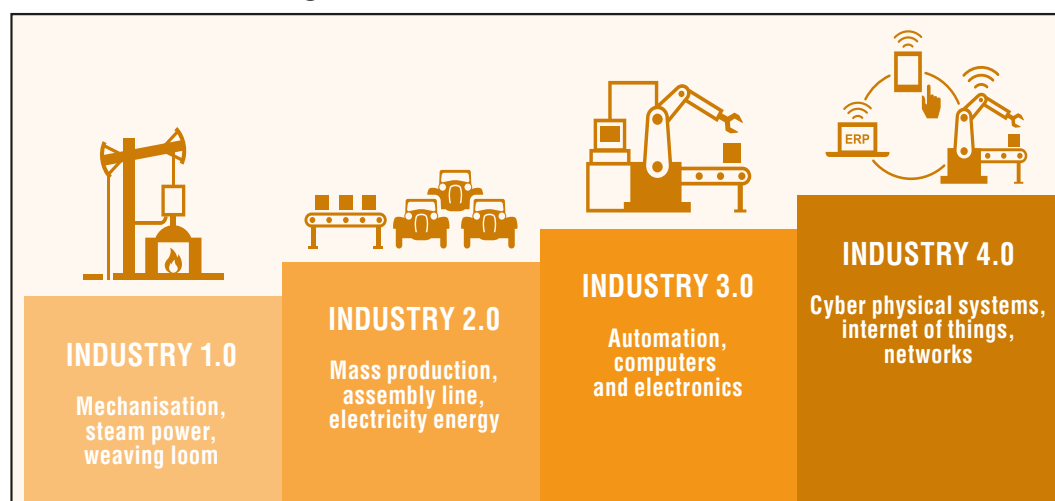 INDUSTRY 1.0
Mechanisation,
steam power,
weaving loom
INDUSTRY 2.0
Mass production,
assembly line,
electricity energy
INDUSTRY 3.0
Automation,
computers
and electronics
ERP
INDUSTRY 4.0
Cyber physical systems,
internet of things,
networks